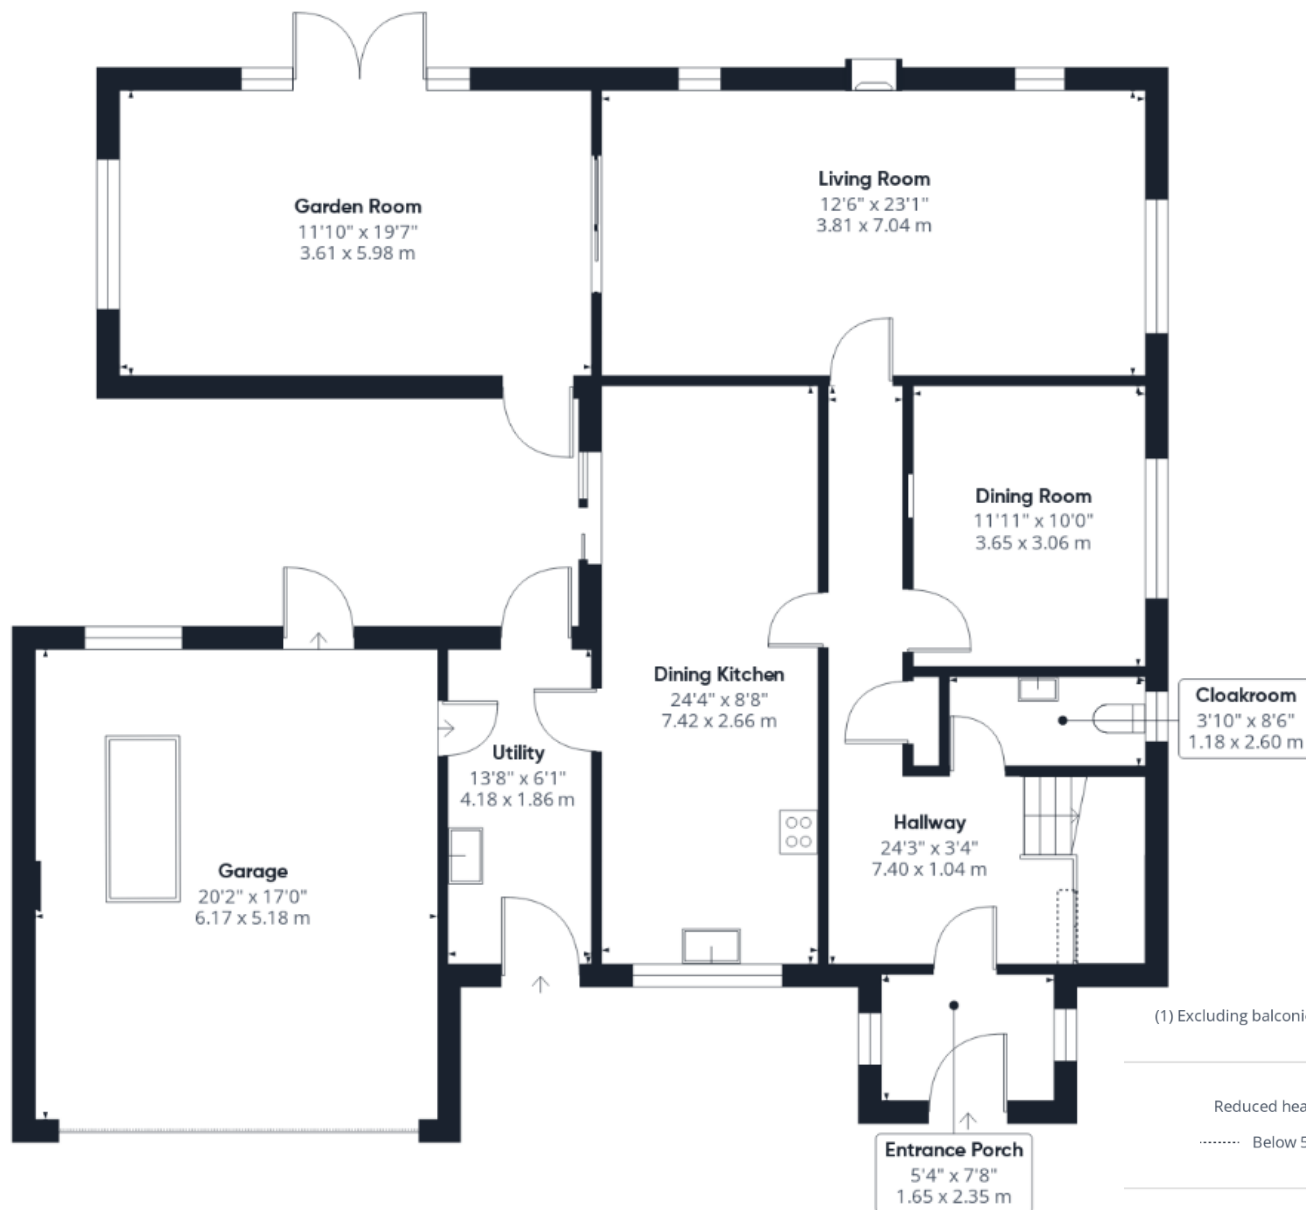 Garden Room
11'10" x 19'7"
3.61 x 5.98 m
Living Room
12'6" x 23'1"
3.81 x 7.04 m
Dining Room
11'11" x 10'0"
3.65 x 3.06 m
Dining Kitchen
24'4" x 8'8"
7.42 x 2.66 m
Cloakroom
3'10" x 8'6"
1.18 x 2.60 m
Utility
13'8" x 6'1"
4.18 x 1.86 m
Hallway
24'3" x 3'4"
7.40 x 1.04 m
Garage
20'2" x 17'0"
6.17 x 5.18 m
(1) Excluding balconi
Reduced hea
Below 5
Entrance Porch
5'4" x 7'8"
1.65 x 2.35 m